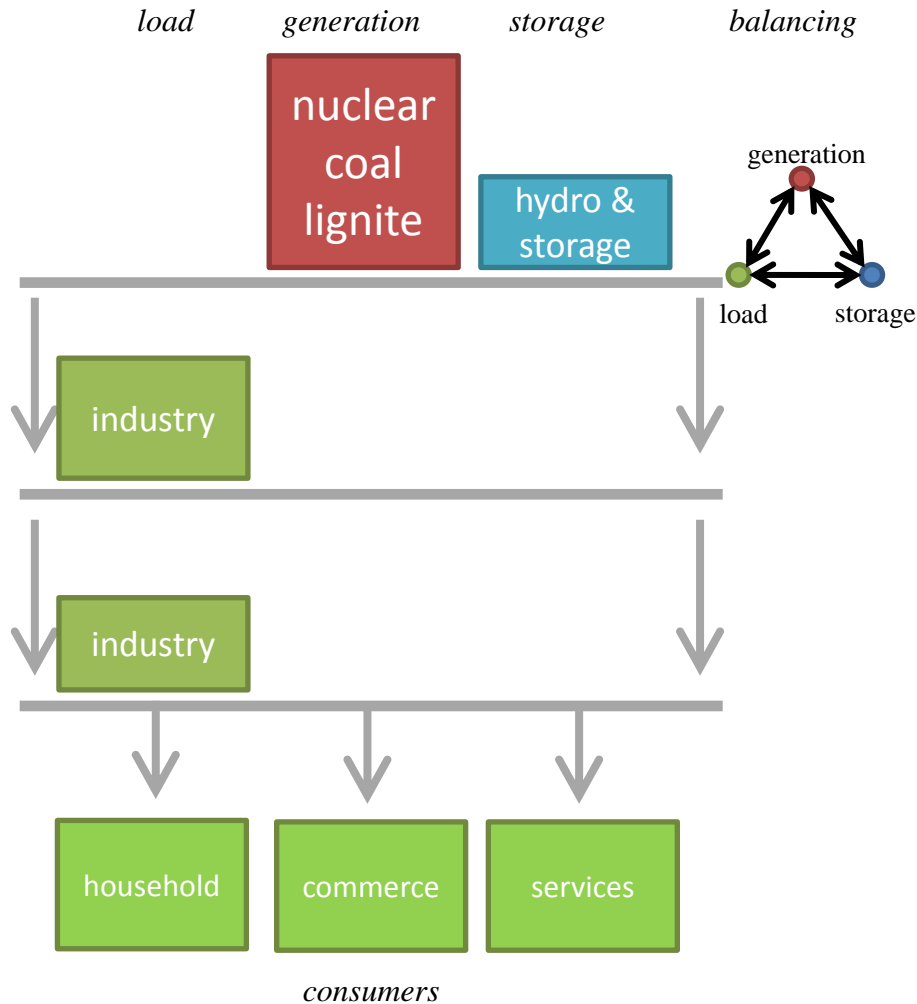 load generation storage balancing
nuclear
coal
lignite
hydro &
storage
generation
load storage
industry
industry
household commerce services
consumers